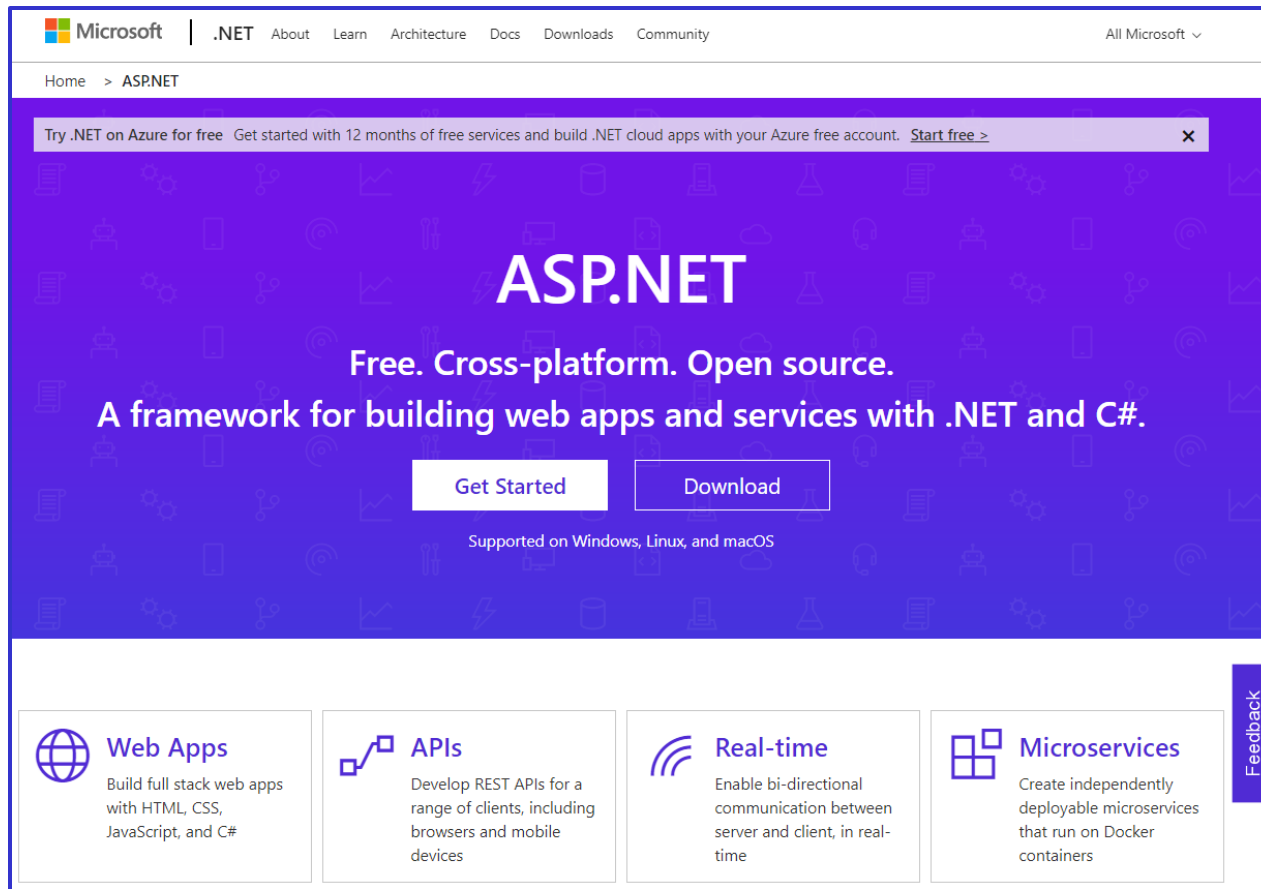 Microsoft | .NET About Learn Architecture Docs Downloads Community All Microsoft
Home > ASP.NET
Try .NET on Azure for free Get started with 12 months of free services and build .NET cloud apps with your Azure free account. Start free > ×
ASP.NET
Free. Cross-platform. Open source.
A framework for building web apps and services with .NET and C#.
Get Started Download
Supported on Windows, Linux, and macOS
Feedback
Web Apps
Build full stack web apps
with HTML, CSS,
JavaScript, and C#
APIs
Develop REST APIs for a
range of clients, including
browsers and mobile
devices
Real-time
Enable bi-directional
communication between
server and client, in real-
time
Microservices
Create independently
deployable microservices
that run on Docker
containers